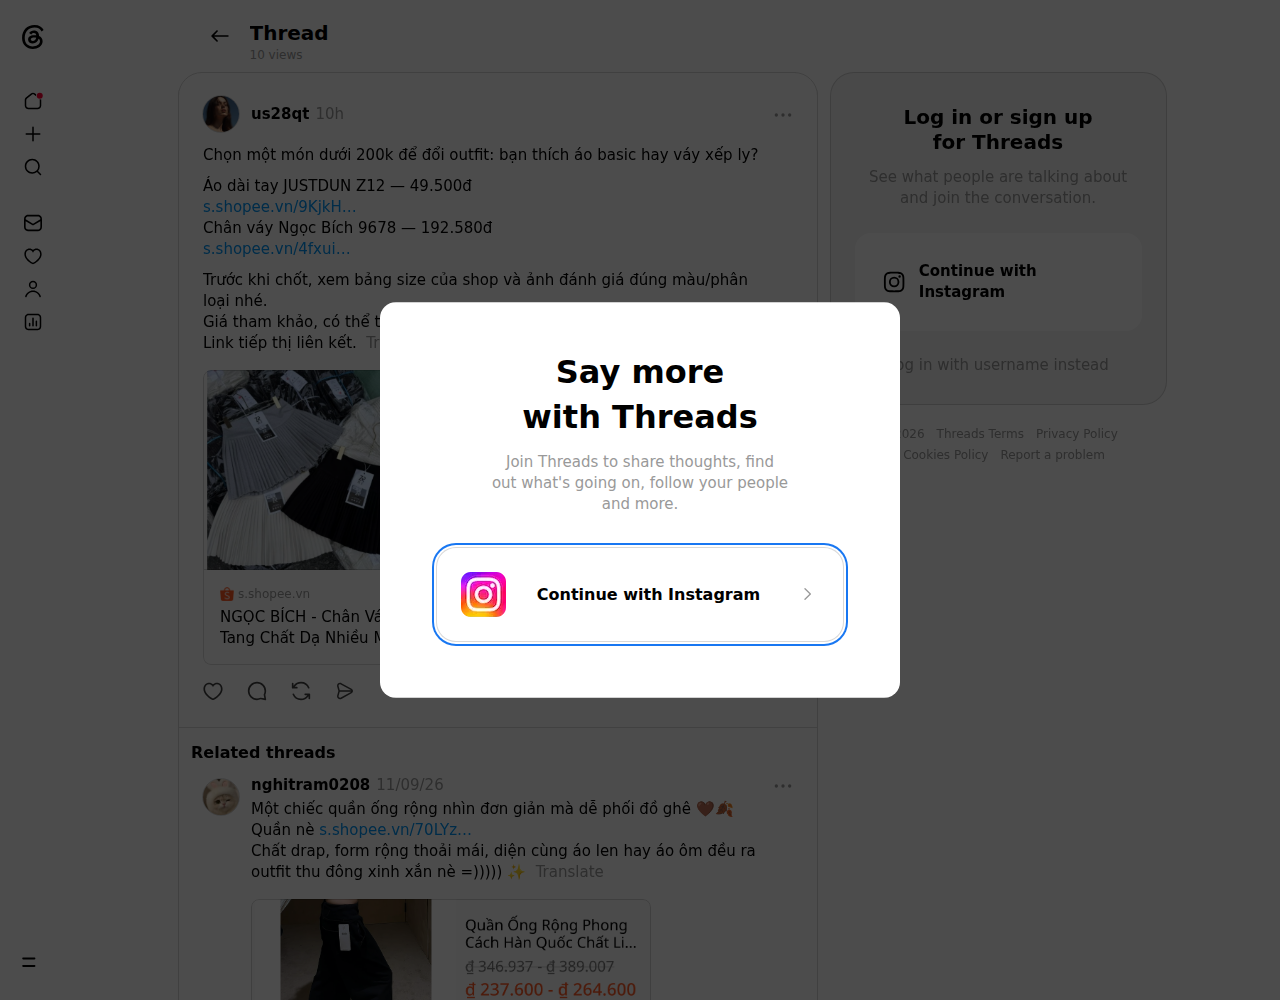 Thread
10 views
us28qt 10h
Chọn một món dưới 200k để đổi outfit: bạn thích áo basic hay váy xếp ly?
Áo dài tay JUSTDUN Z12 — 49.500đ
s.shopee.vn/9KjkH…
Chân váy Ngọc Bích 9678 — 192.580đ
s.shopee.vn/4fxui…
Trước khi chốt, xem bảng size của shop và ảnh đánh giá đúng màu/phân
loại nhé.
Giá tham khảo, có thể
Link tiếp thị liên kết.
s.shopee.vn
NGỌC BÍCH - Chân
Tang Chất Dạ Nhiều
Related threads
nghitram0208 11/09/26
Một chiếc quần ống rộng nhìn đơn giản mà dễ phối đồ ghê 🤎🍂
Quần nè s.shopee.vn/70LYz…
Chất drap, form rộng thoải mái, diện cùng áo len hay áo ôm đều ra
outfit thu đông xinh xắn nè =))))) ✨ Translate
Quần Ống Rộng Phong
Cách Hàn Quốc Chất Li...
₫ 346.937 - ₫ 389.007
₫ 237.600 - ₫ 264.600
Log in or sign up
for Threads
See what people are talking about
and join the conversation.
Continue with
Instagram
in with username instead
Threads Terms Privacy Policy
Cookies Policy Report a problem
Say more
with Threads
Join Threads to share thoughts, find
out what's going on, follow your people
and more.
Continue with Instagram